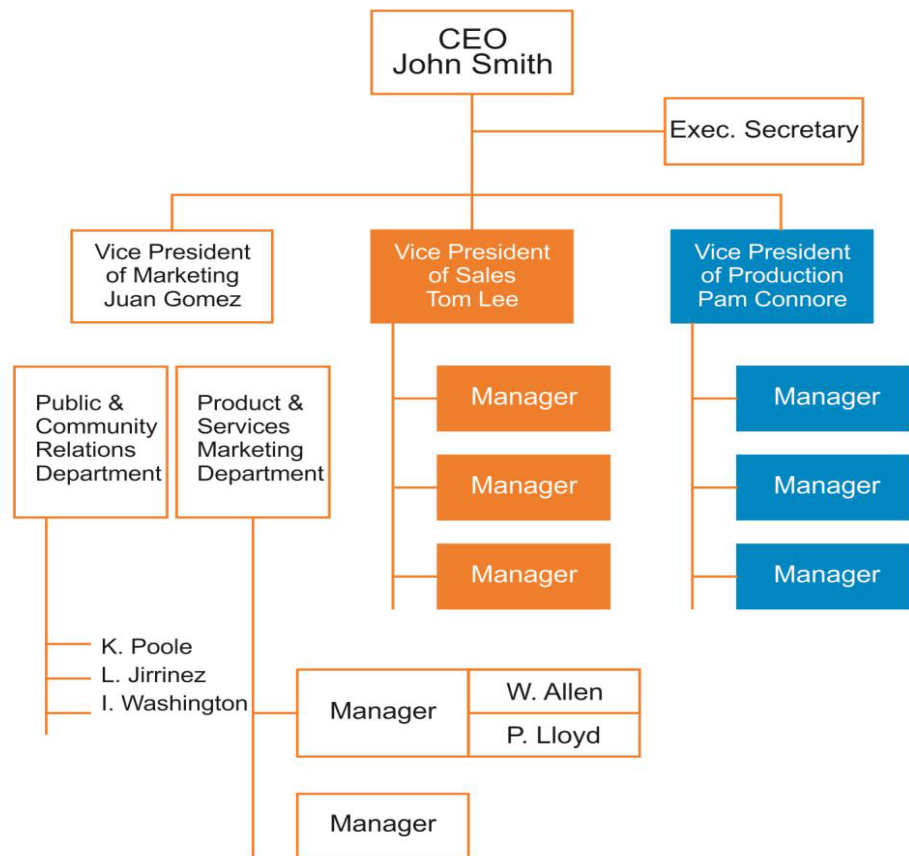 CEO
John Smith
Exec. Secretary
Vice President
of Marketing
Juan Gomez
Vice President
of Sales
Tom Lee
Vice President
of Production
Pam Connore
Public &
Community
Relations
Department
Product &
Services
Marketing
Department
Manager
Manager
Manager
Manager
Manager
Manager
K. Poole
L. Jirrinez
I. Washington
Manager
W. Allen
P. Lloyd
Manager